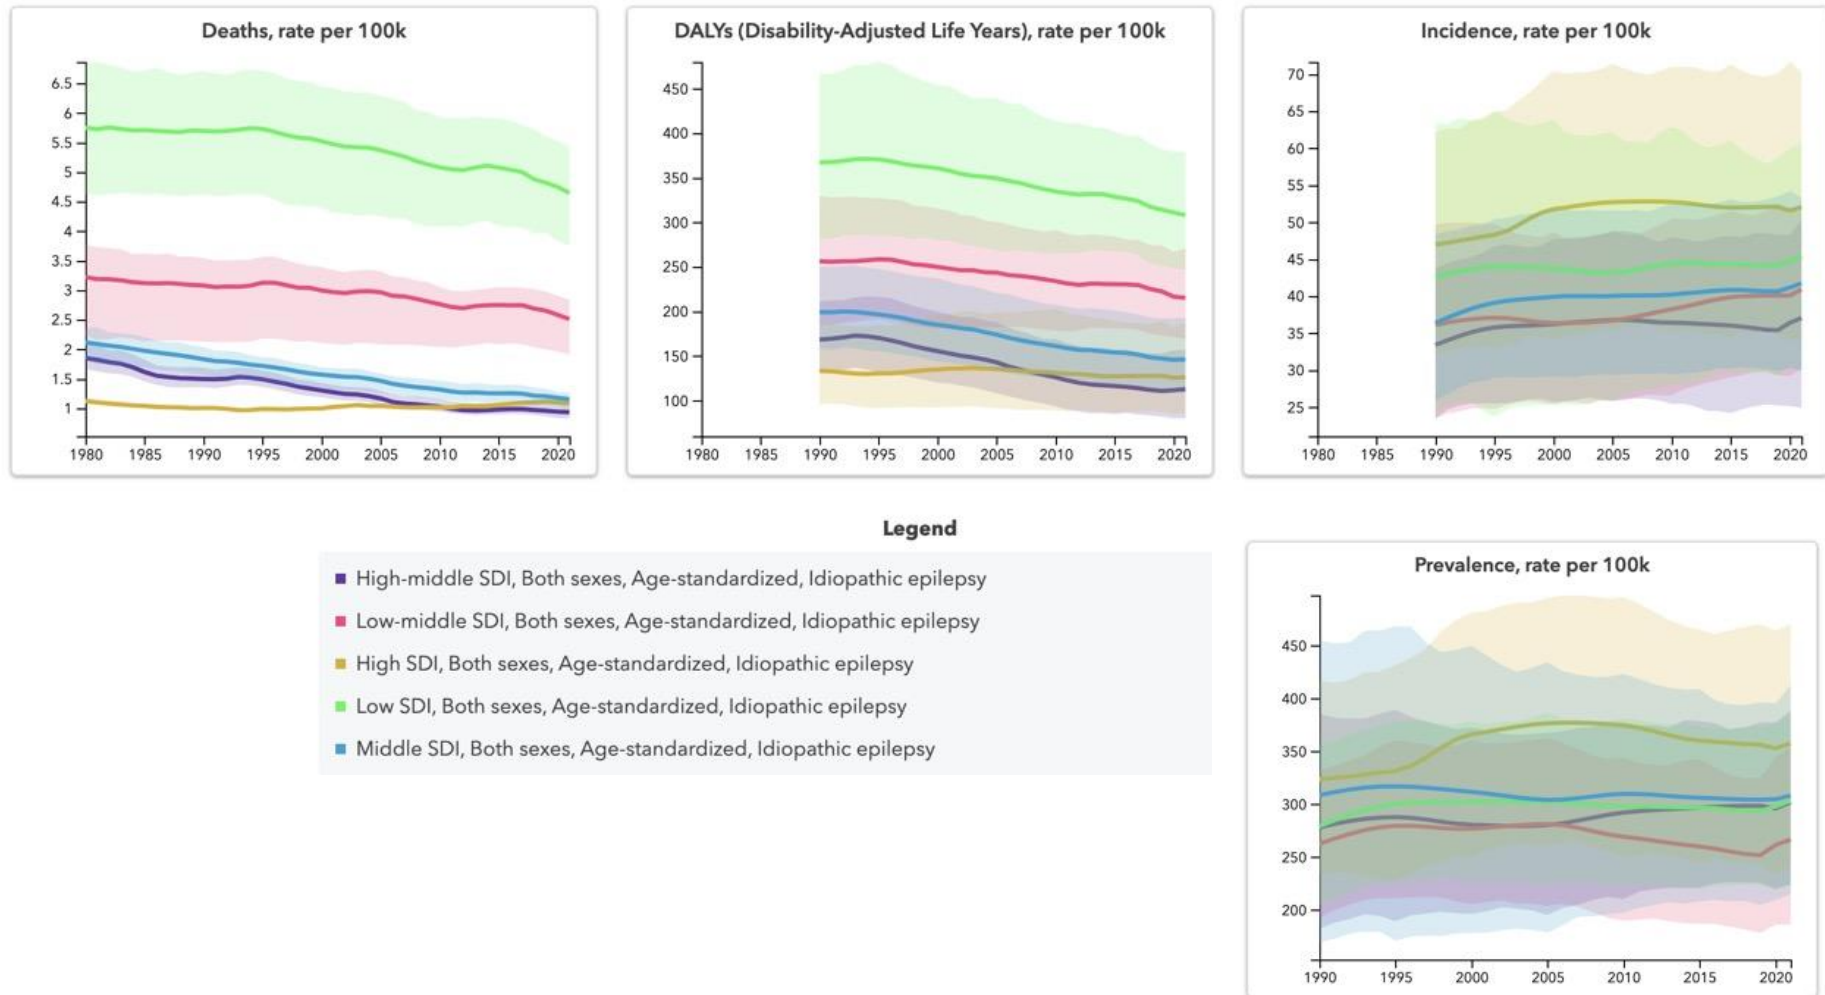 Deaths, rate per 100k
6.5
6
5.5
5
4.5
4
3.5
3
2.5
2
1.5
1
1980 1985 1990 1995 2000 2005 2010 2015 2020
DALYs (Disability-Adjusted Life Years), rate per 100k
450
400
350
300
250
200
150
100
1980 1985 1990 1995 2000 2005 2010 2015 2020
Incidence, rate per 100k
70
65
60
55
50
45
40
35
30
25
1980 1985 1990 1995 2000 2005 2010 2015 2020
Legend
High-middle SDI, Both sexes, Age-standardized, Idiopathic epilepsy
Low-middle SDI, Both sexes, Age-standardized, Idiopathic epilepsy
High SDI, Both sexes, Age-standardized, Idiopathic epilepsy
Low SDI, Both sexes, Age-standardized, Idiopathic epilepsy
Middle SDI, Both sexes, Age-standardized, Idiopathic epilepsy
Prevalence, rate per 100k
450
400
350
300
250
200
1990 1995 2000 2005 2010 2015 2020